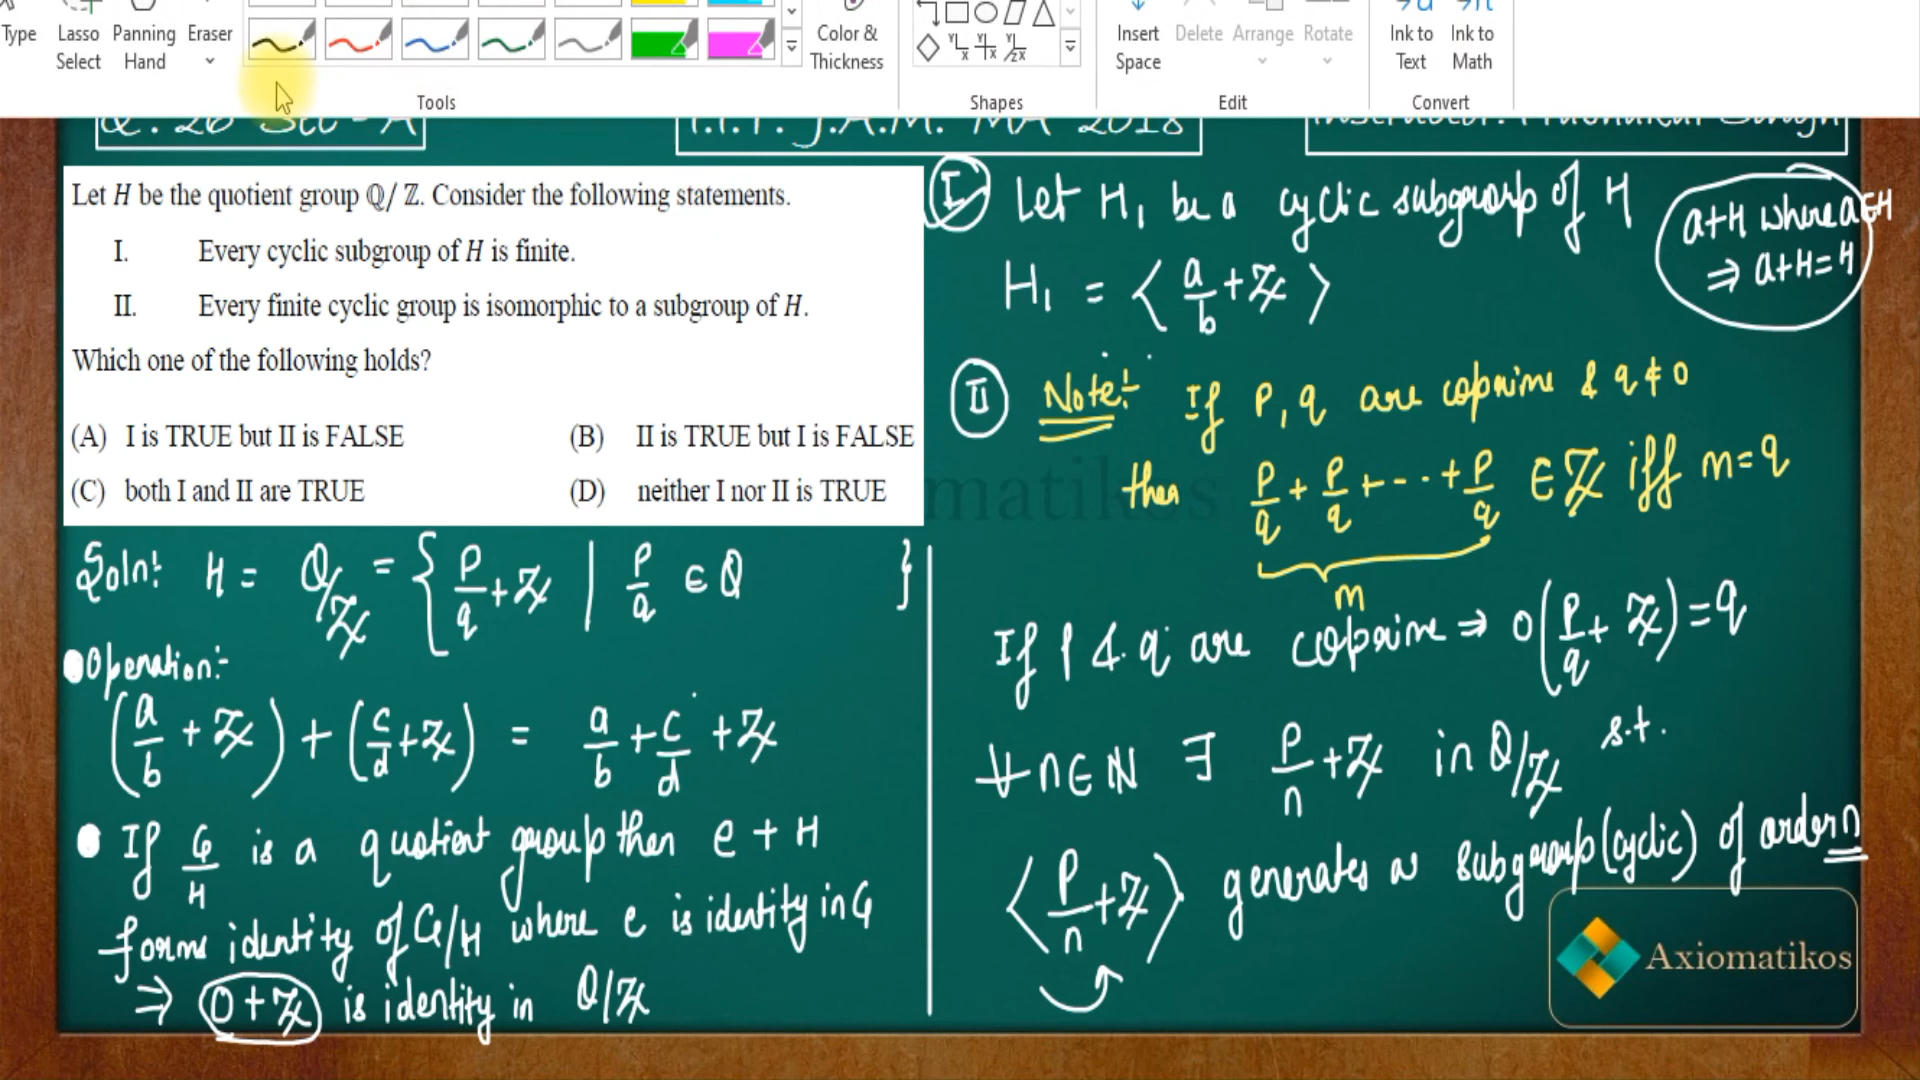 Type
Lasso Select
Panning Hand
Eraser
Color & Thickness
Insert Space
Delete
Arrange
Rotate
Ink to Text
Ink to Math
Tools
Shapes
Edit
Convert
Q. 26 Sec - A
I.I.T. J.A.M. MA 2018
Let H be the quotient group ℚ/ ℤ. Consider the following statements.
I. Every cyclic subgroup of H is finite.
II. Every finite cyclic group is isomorphic to a subgroup of H.
Which one of the following holds?
(A) I is TRUE but II is FALSE
(B) II is TRUE but I is FALSE
(C) both I and II are TRUE
(D) neither I nor II is TRUE
Soln: H = Q/ℤ = { p/q + ℤ | p/q ∈ Q }
Operation:-
(a/b + ℤ) + (c/d + ℤ) = a/b + c/d + ℤ
If G/H is a quotient group then e + H
forms identity of G/H where e is identity in G
⇒ 0 + ℤ is identity in Q/ℤ
I Let H₁ be a cyclic subgroup of H
H₁ = < a/b + ℤ >
a+H where a∈H
⇒ a+H = H
II Note:- If p, q are coprime & q ≠ 0
then p/q + p/q + -.. + p/q ∈ ℤ iff m = q
m
If p & q are coprime ⇒ o(p/q + ℤ) = q
∀ n ∈ ℕ ∃ p/n + ℤ in Q/ℤ s.t.
< p/n + ℤ > generates a subgroup (cyclic) of order n
Axiomatikos